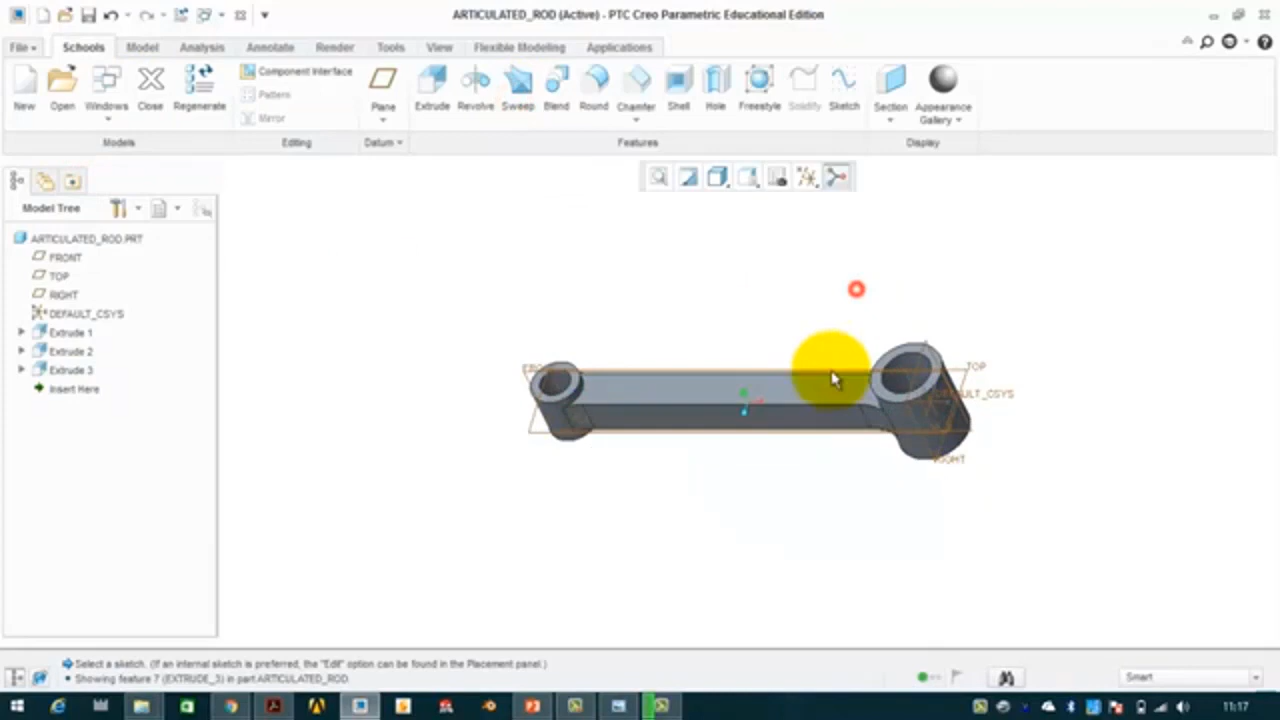 ARTICULATED_ROD (Active) - PTC Creo Parametric Educational Edition
File Schools Model Analysis Annotate Render Tools View Flexible Modeling Applications
New Open Windows Close Regenerate
Component Interface
Pattern
Mirror
Plane
Extrude Revolve Sweep Blend Round Chamfer Shell Hole Freestyle Solidify Sketch
Section Appearance Gallery
Models Editing Datum Features Display
Model Tree
ARTICULATED_ROD.PRT
FRONT
TOP
RIGHT
DEFAULT_CSYS
Extrude 1
Extrude 2
Extrude 3
Insert Here
TOP
Select a sketch. (If an internal sketch is preferred, the "Edit" option can be found in the Placement panel.)
Showing feature 7 (EXTRUDE_3) in part ARTICULATED_ROD.
Smart
11:17